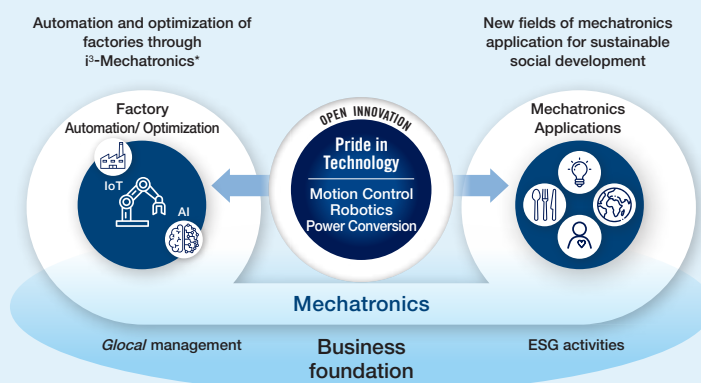 Automation and optimization of
factories through
i³-Mechatronics*
New fields of mechatronics
application for sustainable
social development
Factory
Automation/ Optimization
IoT
AI
OPEN INNOVATION
Pride in
Technology
Motion Control
Robotics
Power Conversion
Mechatronics
Applications
Mechatronics
Glocal management
Business
foundation
ESG activities